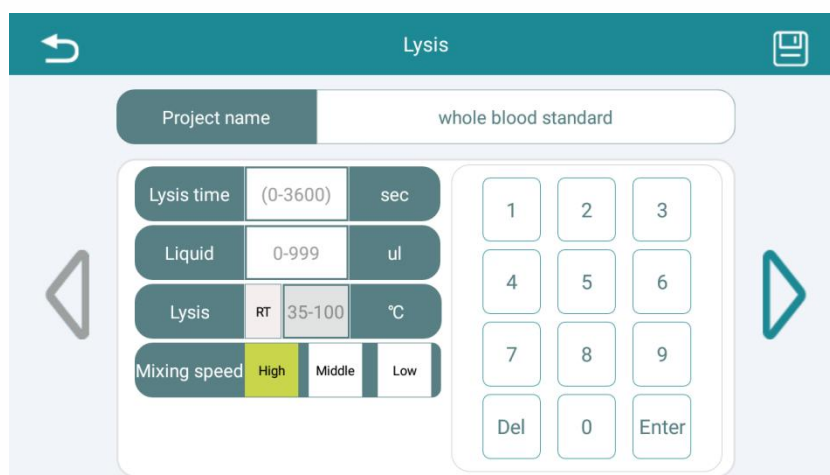 Lysis
Project name whole blood standard
Lysis time (0-3600) sec
Liquid 0-999 ul
Lysis RT 35-100 ℃
Mixing speed High Middle Low
1 2 3
4 5 6
7 8 9
Del 0 Enter